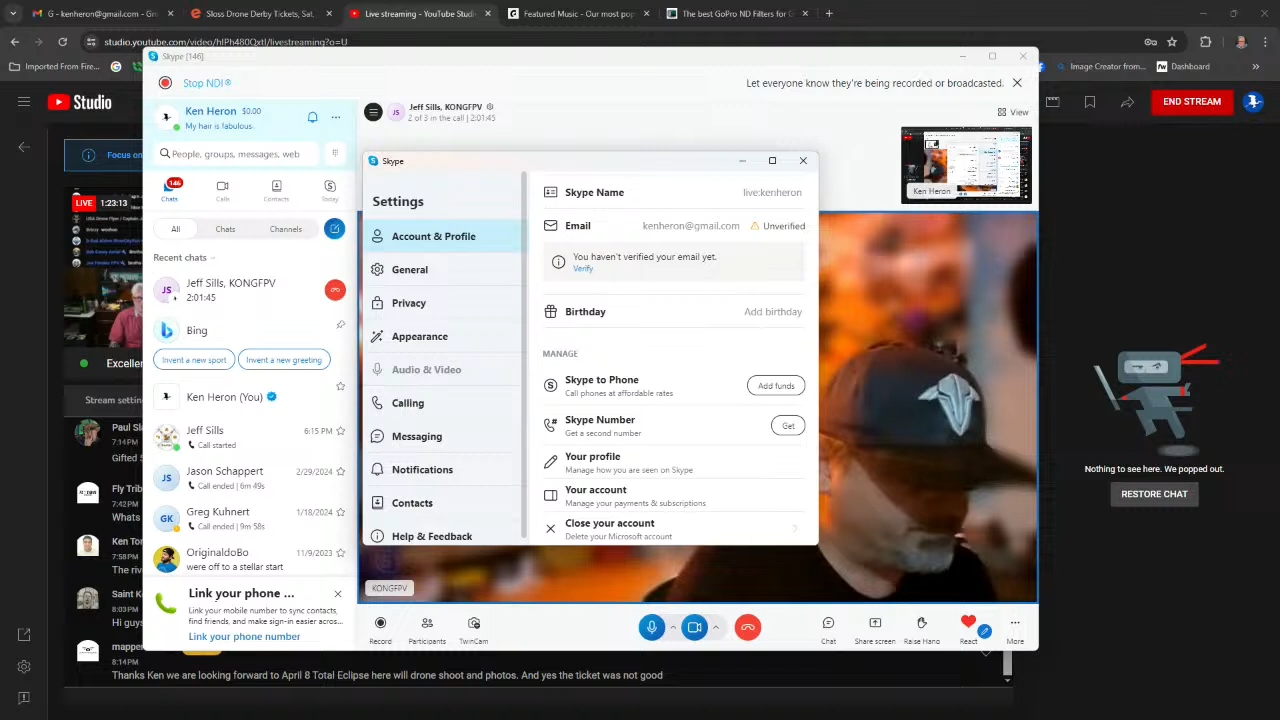 G - kenheron@gmail.com - Gm
Sloss Drone Derby Tickets, Sat
Live streaming - YouTube Studi
Featured Music - Our most pop
The best GoPro ND Filters for G
studio.youtube.com/video/hlPh480QxtI/livestreaming?o=U
Imported From Fire...
Image Creator from...
Dashboard
Studio
END STREAM
Focus on
LIVE 1:23:13
Excellen
Stream settin
Paul Sl
7:14PM
Gifted
Fly Trib
7:42PM
Whats
Ken Tor
7:58PM
The rive
Saint K
8:03PM
Hi guys
mapper
8:14PM
Thanks Ken we are looking forward to April 8 Total Eclipse here will drone shoot and photos. And yes the ticket was not good
Skype [146]
Stop NDI®
Let everyone know they're being recorded or broadcasted.
Ken Heron $0.00
My hair is fabulous.
People, groups, messages, web
146
Chats
Calls
Contacts
Today
All
Chats
Channels
Recent chats
JS
Jeff Sills, KONGFPV
2:01:45
Bing
Invent a new sport
Invent a new greeting
Ken Heron (You)
Jeff Sills
6:15 PM
Call started
JS
Jason Schappert
2/29/2024
Call ended | 6m 49s
GK
Greg Kuhnert
1/18/2024
Call ended | 9m 58s
OriginaldoBo
11/9/2023
were off to a stellar start
Link your phone ...
Link your mobile number to sync contacts,
find friends, and make sign-in easier acros...
Link your phone number
JS
Jeff Sills, KONGFPV
2 of 3 in the call | 2:01:45
View
Ken Heron
Skype
Settings
Account & Profile
General
Privacy
Appearance
Audio & Video
Calling
Messaging
Notifications
Contacts
Help & Feedback
Skype Name
live:kenheron
Email
kenheron@gmail.com
Unverified
You haven't verified your email yet.
Verify
Birthday
Add birthday
MANAGE
Skype to Phone
Call phones at affordable rates
Add funds
Skype Number
Get a second number
Get
Your profile
Manage how you are seen on Skype
Your account
Manage your payments & subscriptions
Close your account
Delete your Microsoft account
KONGFPV
Record
Participants
TwinCam
Chat
Share screen
Raise Hand
React
More
Nothing to see here. We popped out.
RESTORE CHAT